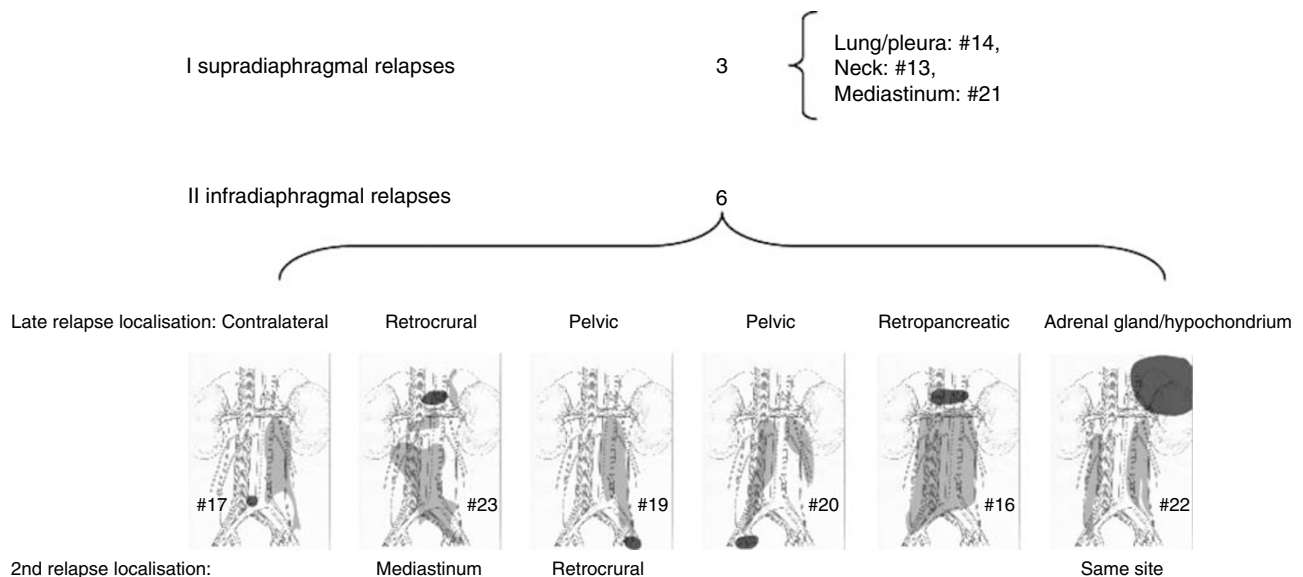 I supradiaphragmal relapses 3 Lung/pleura: #14,
Neck: #13,
Mediastinum: #21
II infradiaphragmal relapses 6
Late relapse localisation: Contralateral Retrocrural Pelvic Pelvic Retropancreatic Adrenal gland/hypochondrium
#17 #23 #19 #20 #16 #22
2nd relapse localisation: Mediastinum Retrocrural Same site